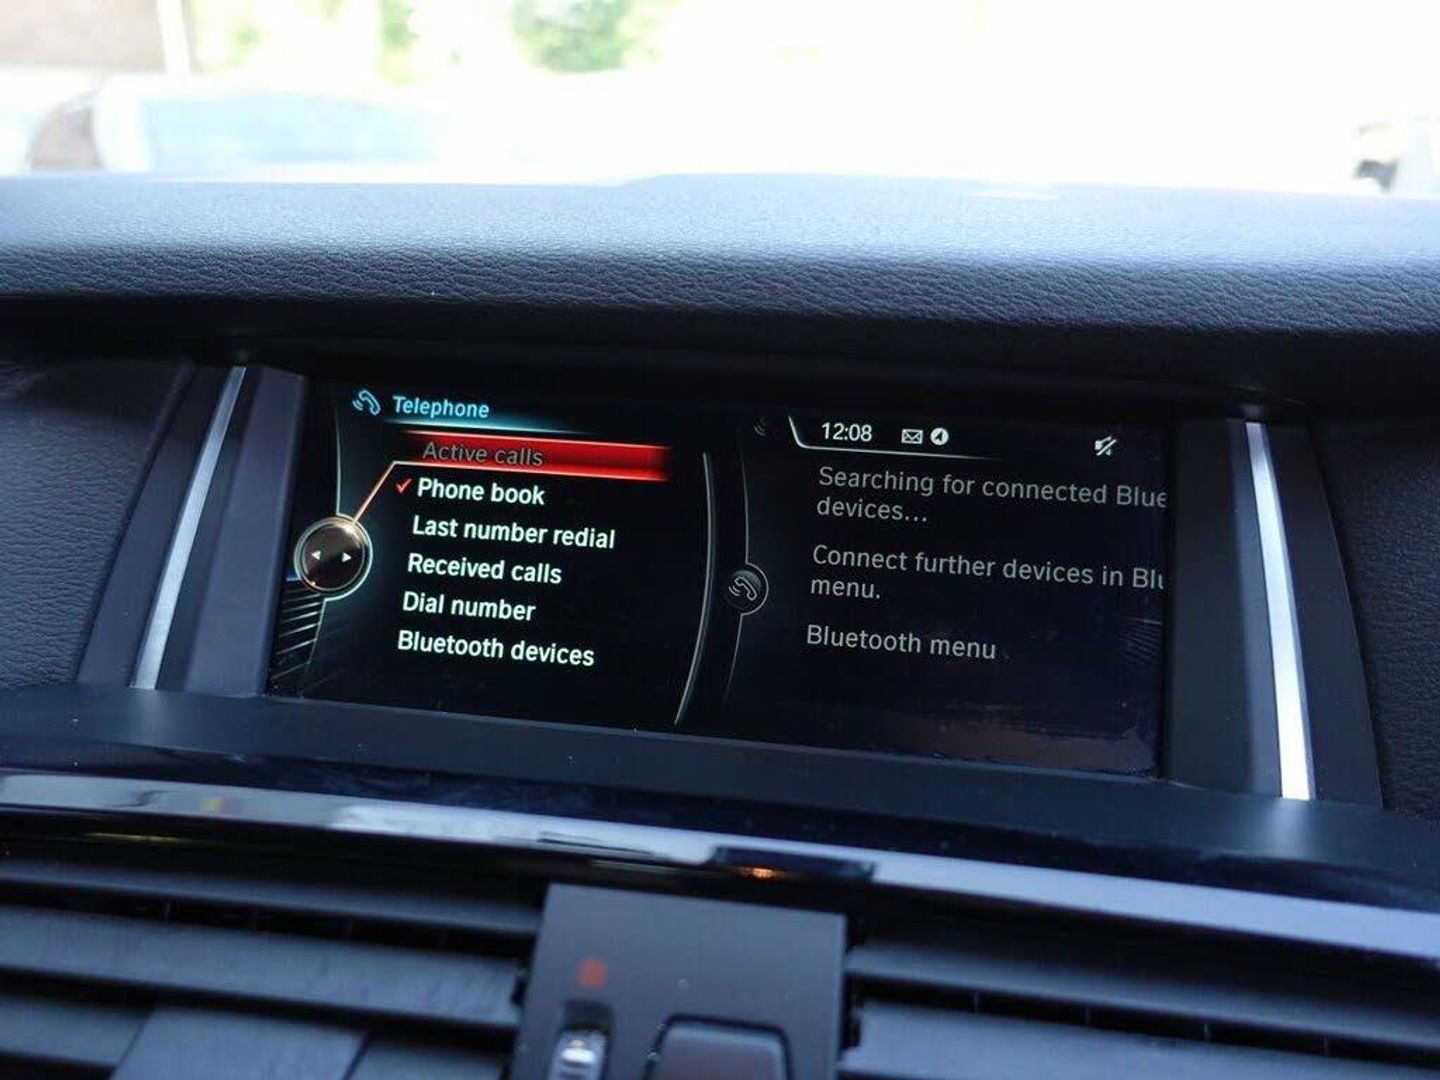 Telephone
Active calls
Phone book
Last number redial
Received calls
Dial number
Bluetooth devices
12:08
Searching for connected Blue
devices...
Connect further devices in Blu
menu.
Bluetooth menu